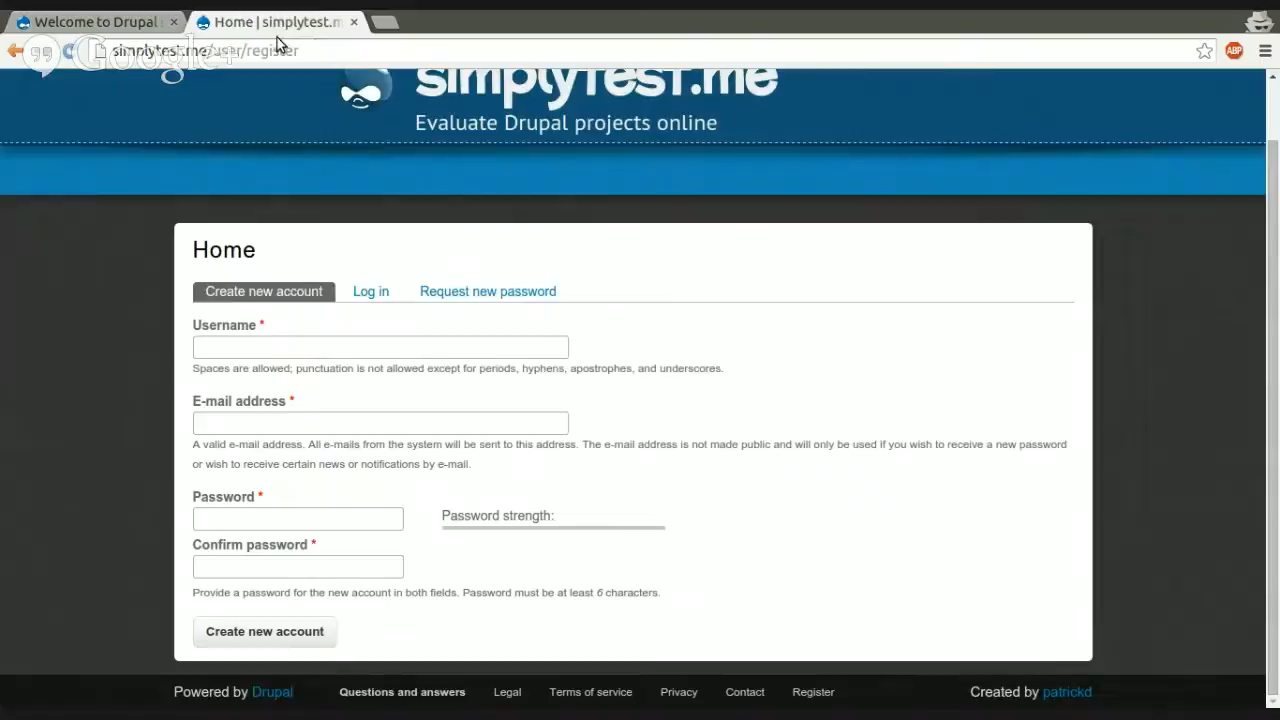 Welcome to Drupal
Home | simplytest.m
simplytest.me/user/register
Google+
ABP
simplytest.me
Evaluate Drupal projects online
Home
Create new account
Log in
Request new password
Username *
Spaces are allowed; punctuation is not allowed except for periods, hyphens, apostrophes, and underscores.
E-mail address *
A valid e-mail address. All e-mails from the system will be sent to this address. The e-mail address is not made public and will only be used if you wish to receive a new password
or wish to receive certain news or notifications by e-mail.
Password *
Password strength:
Confirm password *
Provide a password for the new account in both fields. Password must be at least 6 characters.
Create new account
Powered by Drupal
Questions and answers
Legal
Terms of service
Privacy
Contact
Register
Created by patrickd